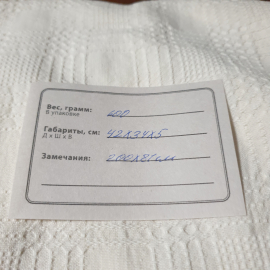 Вес, грамм: 400
В упаковке
Габариты, см: 42х34х5
Д х Ш х В
Замечания: